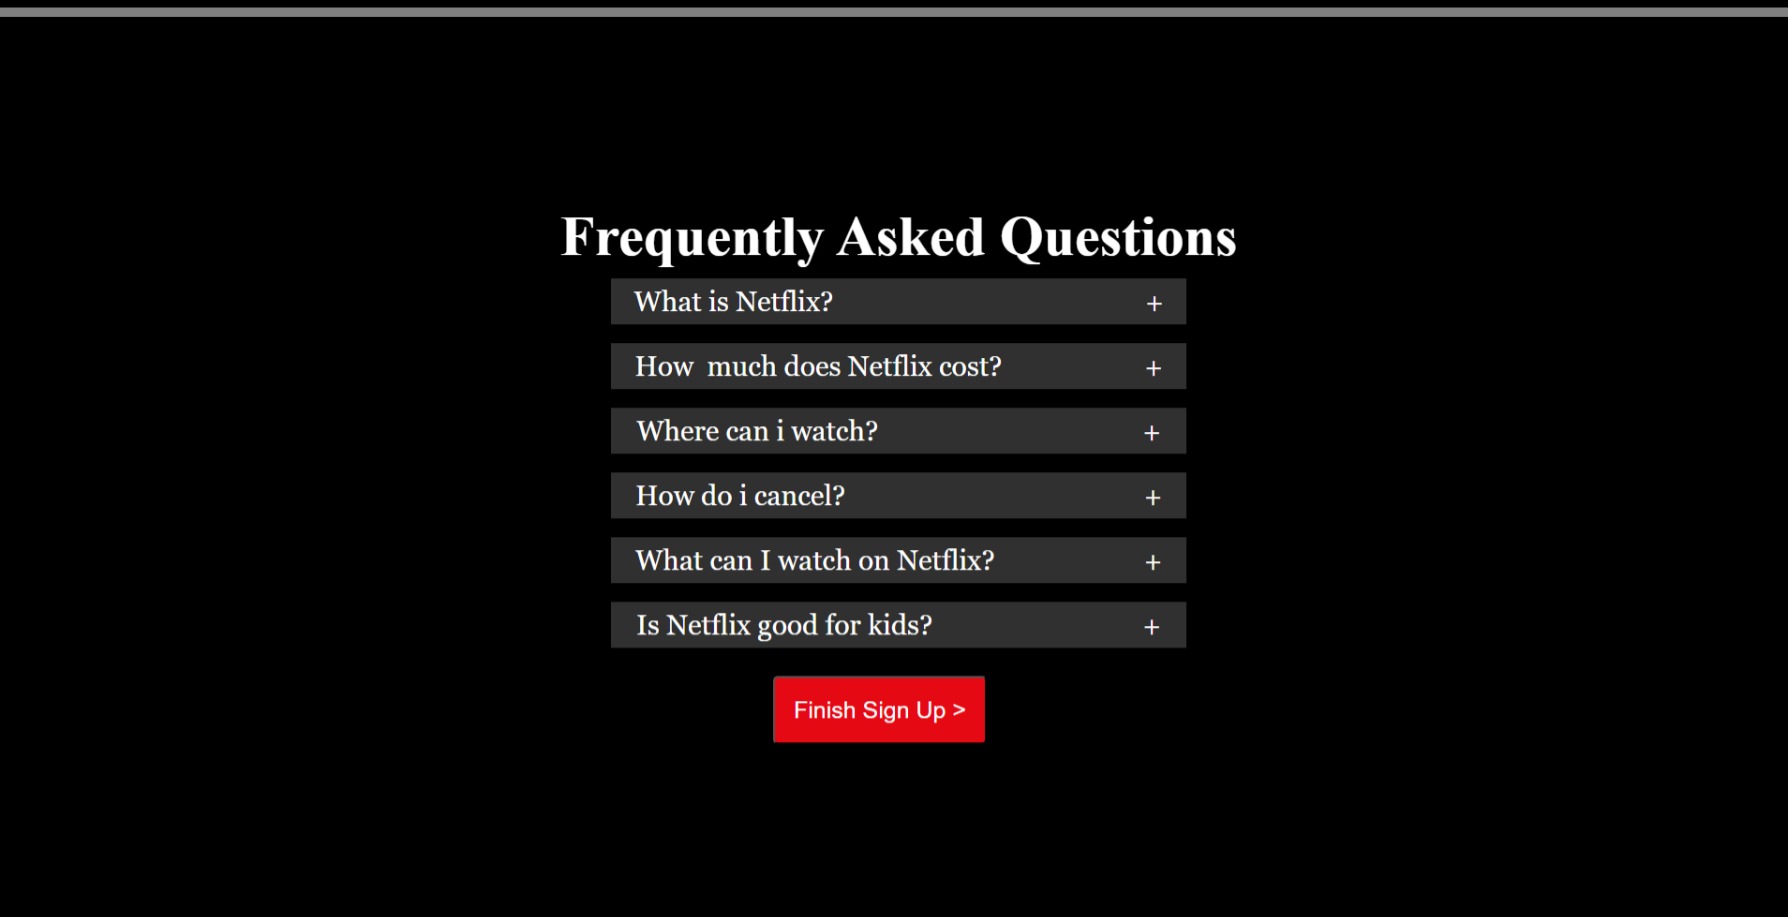 Frequently Asked Questions
What is Netflix? +
How  much does Netflix cost? +
Where can i watch? +
How do i cancel? +
What can I watch on Netflix? +
Is Netflix good for kids? +
Finish Sign Up >